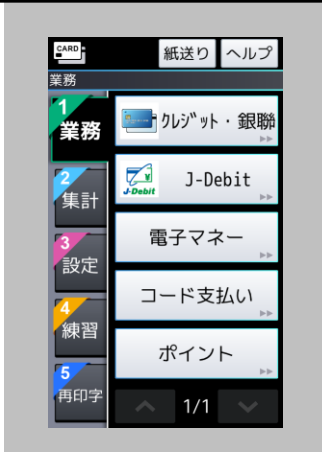 CARD
紙送り ヘルプ
業務
1
業務
クレジット・銀聯
2
集計
J-Debit
J-Debit
3
設定
電子マネー
4
練習
コード支払い
5
再印字
ポイント
1/1